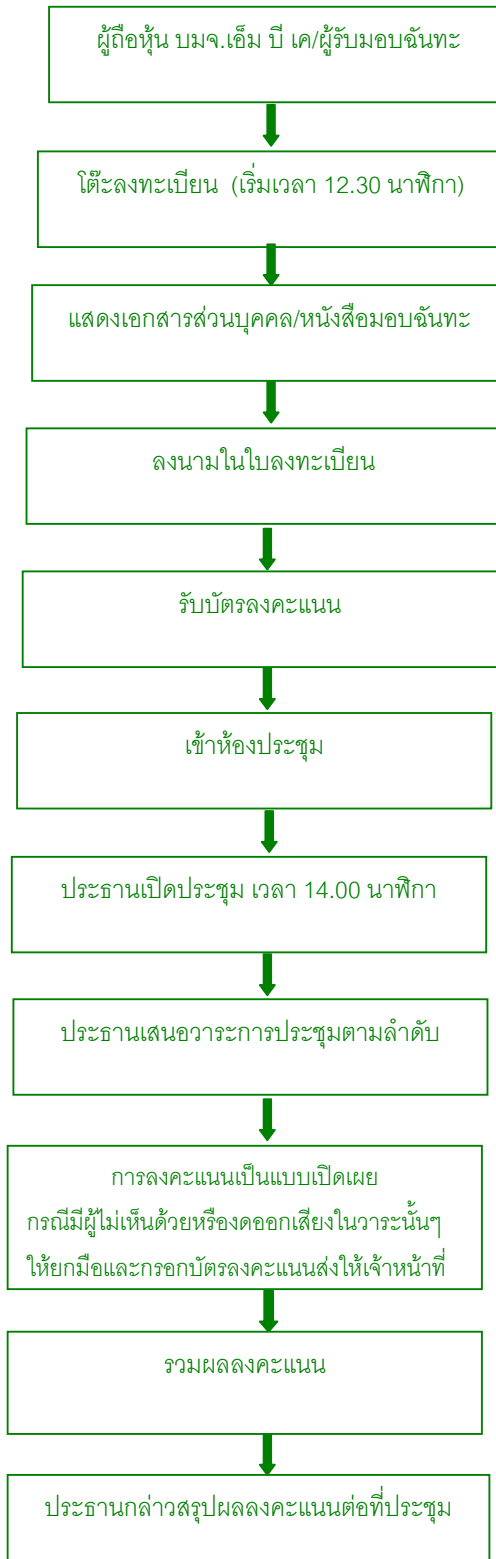 ผู้ถือหุ้น บมจ.เอ็ม บี เค/ผู้รับมอบฉันทะ
โต๊ะลงทะเบียน (เริ่มเวลา 12.30 นาฬิกา)
แสดงเอกสารส่วนบุคคล/หนังสือมอบฉันทะ
ลงนามในใบลงทะเบียน
รับบัตรลงคะแนน
เข้าห้องประชุม
ประธานเปิดประชุม เวลา 14.00 นาฬิกา
ประธานเสนอวาระการประชุมตามลำดับ
การลงคะแนนเป็นแบบเปิดเผย
กรณีมีผู้ไม่เห็นด้วยหรืองดออกเสียงในวาระนั้นๆ
ให้ยกมือและกรอกบัตรลงคะแนนส่งให้เจ้าหน้าที่
รวมผลลงคะแนน
ประธานกล่าวสรุปผลลงคะแนนต่อที่ประชุม